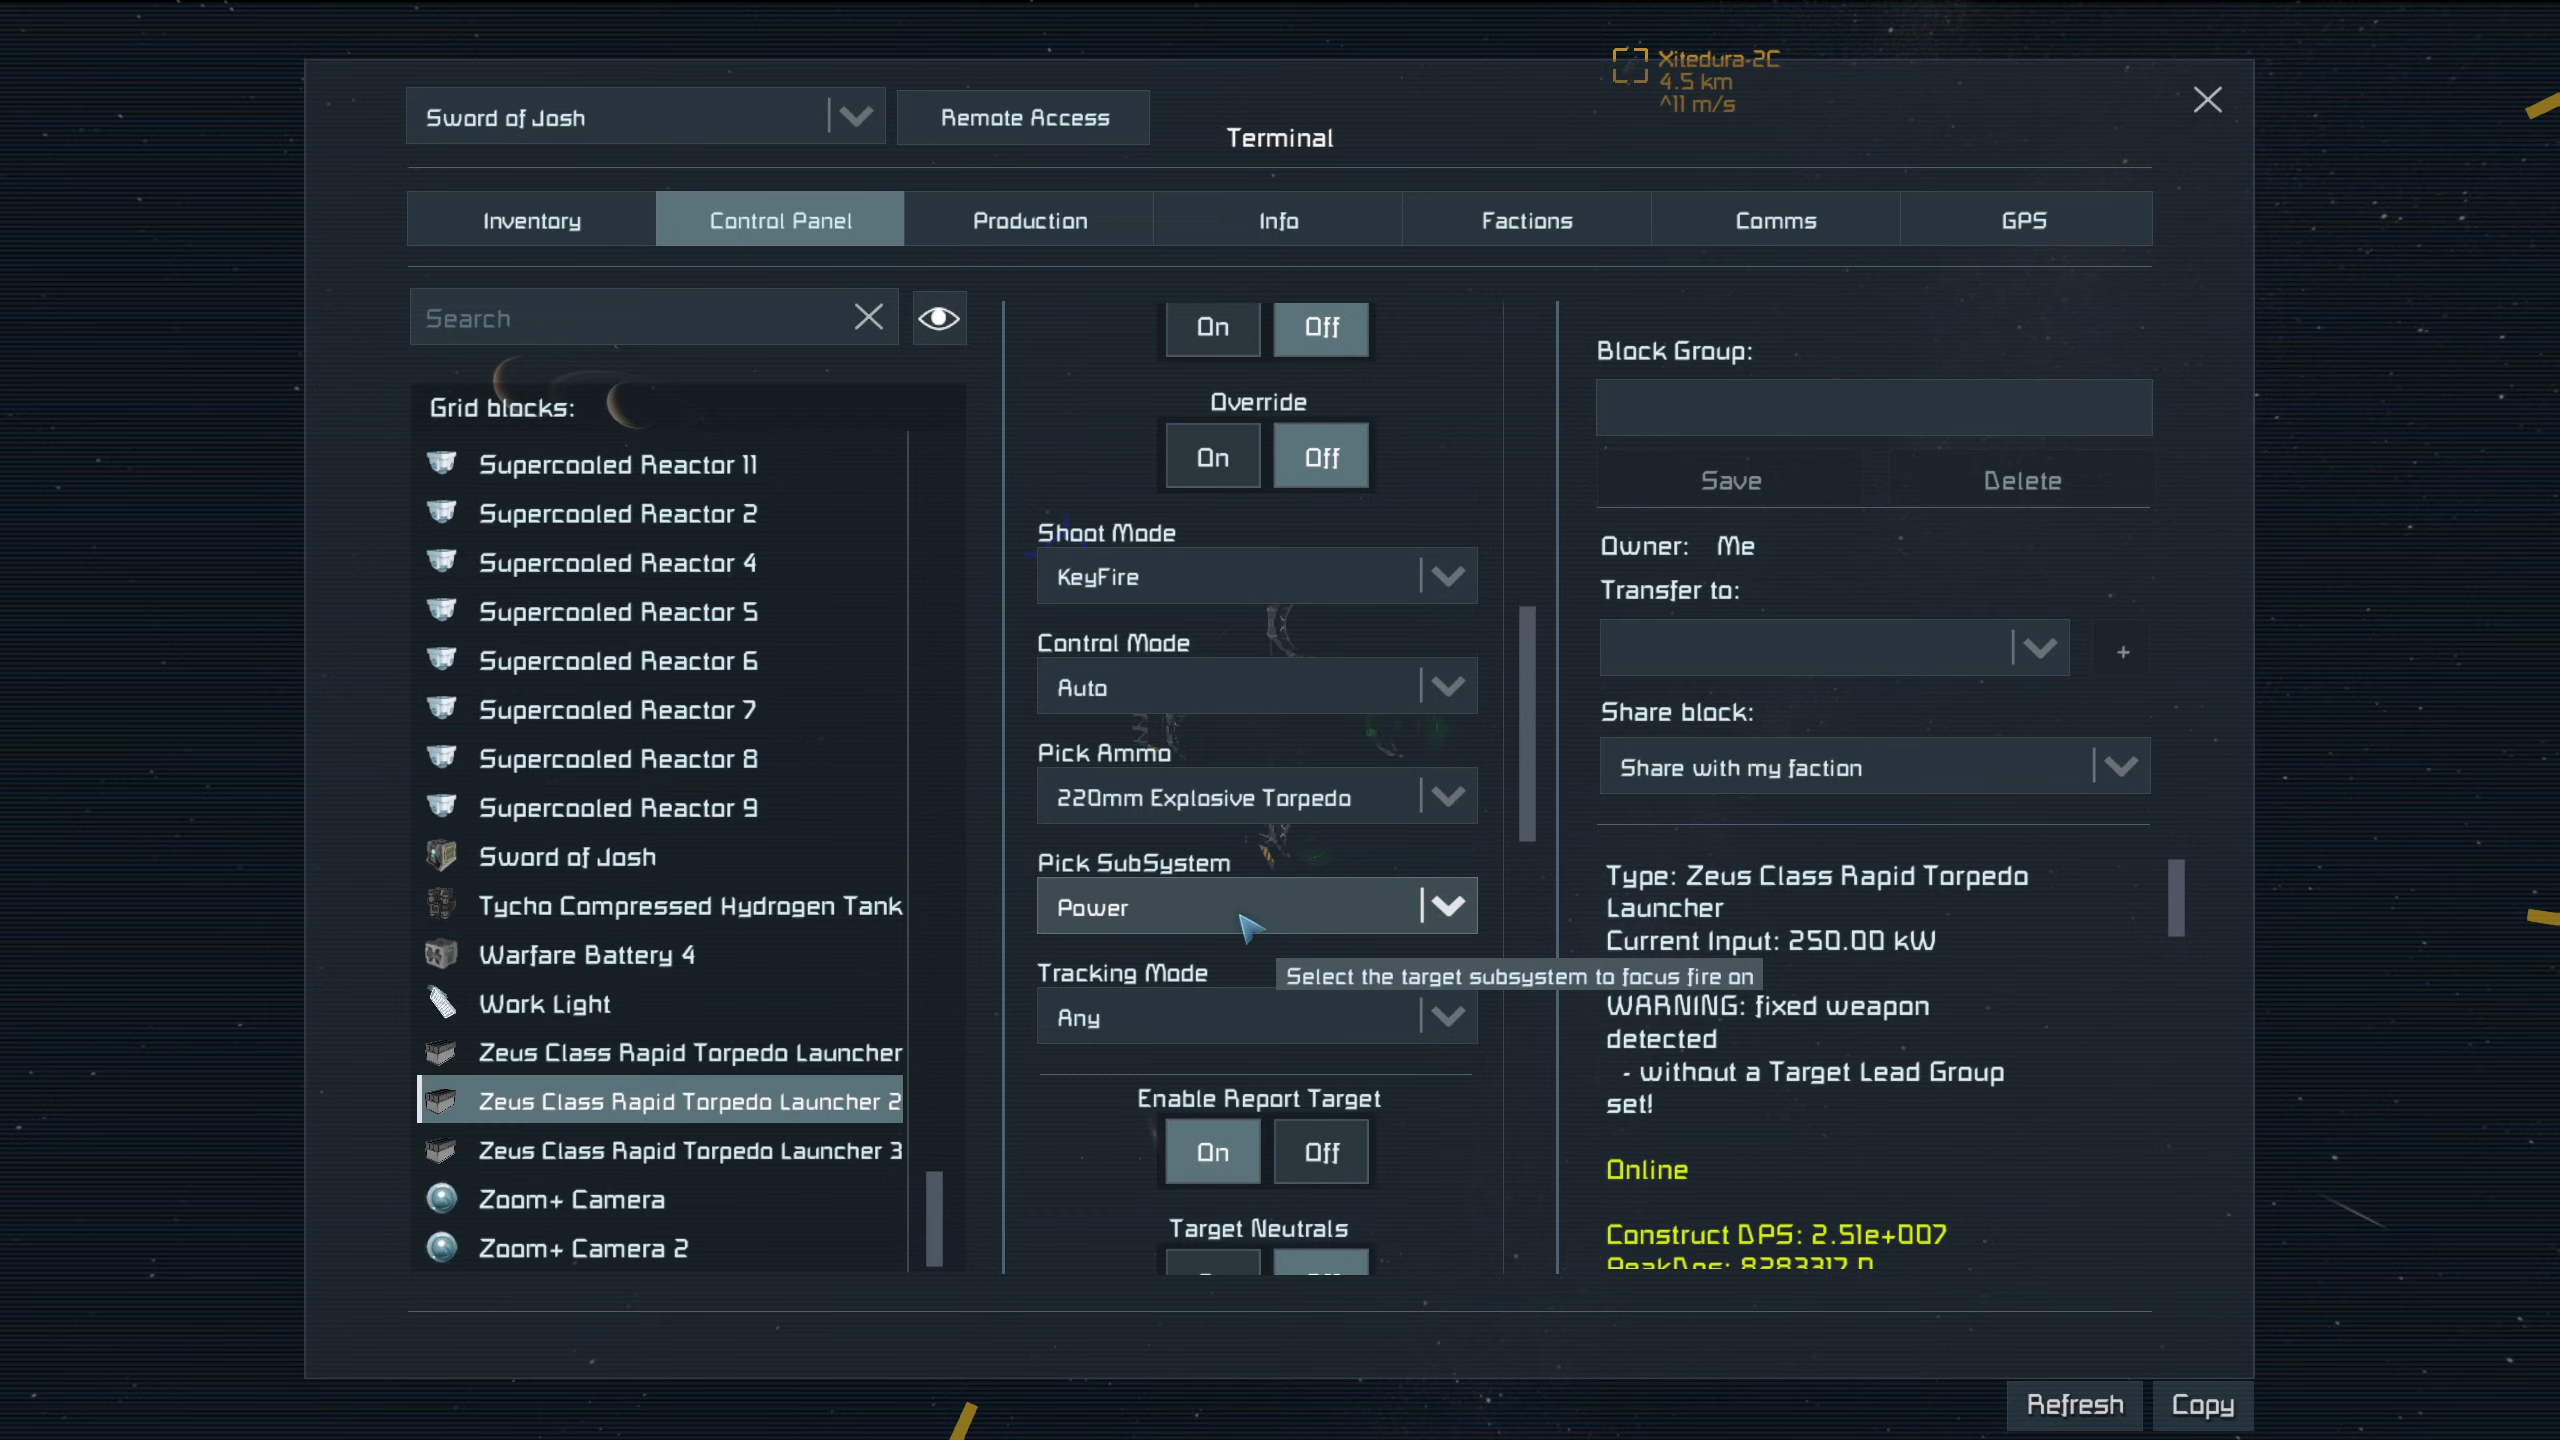 Xitedura-2C
4.5 km
^11 m/s
Sword of Josh
Remote Access
Terminal
Inventory
Control Panel
Production
Info
Factions
Comms
GPS
Search
Grid blocks:
Supercooled Reactor 11
Supercooled Reactor 2
Supercooled Reactor 4
Supercooled Reactor 5
Supercooled Reactor 6
Supercooled Reactor 7
Supercooled Reactor 8
Supercooled Reactor 9
Sword of Josh
Tycho Compressed Hydrogen Tank
Warfare Battery 4
Work Light
Zeus Class Rapid Torpedo Launcher
Zeus Class Rapid Torpedo Launcher 2
Zeus Class Rapid Torpedo Launcher 3
Zoom+ Camera
Zoom+ Camera 2
On Off
Override
On Off
Shoot Mode
KeyFire
Control Mode
Auto
Pick Ammo
220mm Explosive Torpedo
Pick SubSystem
Power
Tracking Mode
Select the target subsystem to focus fire on
Any
Enable Report Target
On Off
Target Neutrals
Block Group:
Save Delete
Owner: Me
Transfer to:
+
Share block:
Share with my faction
Type: Zeus Class Rapid Torpedo
Launcher
Current Input: 250.00 kW
WARNING: fixed weapon
detected
- without a Target Lead Group
set!
Online
Construct DPS: 2.51e+007
PeakDps: 8283317.0
Refresh
Copy